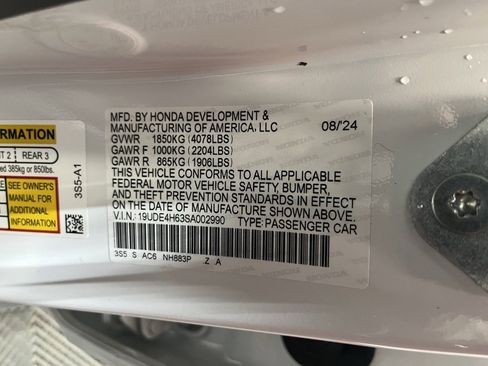 MFD. BY HONDA DEVELOPMENT &
MANUFACTURING OF AMERICA, LLC 08/24
GVWR 1850KG (4078LBS)
GAWR F 1000KG (2204LBS)
GAWR R 865KG (1906LBS)
THIS VEHICLE CONFORMS TO ALL APPLICABLE
FEDERAL MOTOR VEHICLE SAFETY, BUMPER,
AND THEFT PREVENTION STANDARDS IN EFFECT
ON THE DATE OF MANUFACTURE SHOWN ABOVE.
V.I.N.: 19UDE4H63SA002990 TYPE: PASSENGER CAR
3S5 S AC6 NH883P Z A
ORMATION
NT 2 REAR 3
ed 385kg or 850lbs.
SEE OWNER'S
MANUAL FOR
ADDITIONAL
INFORMATION
3S5-A1